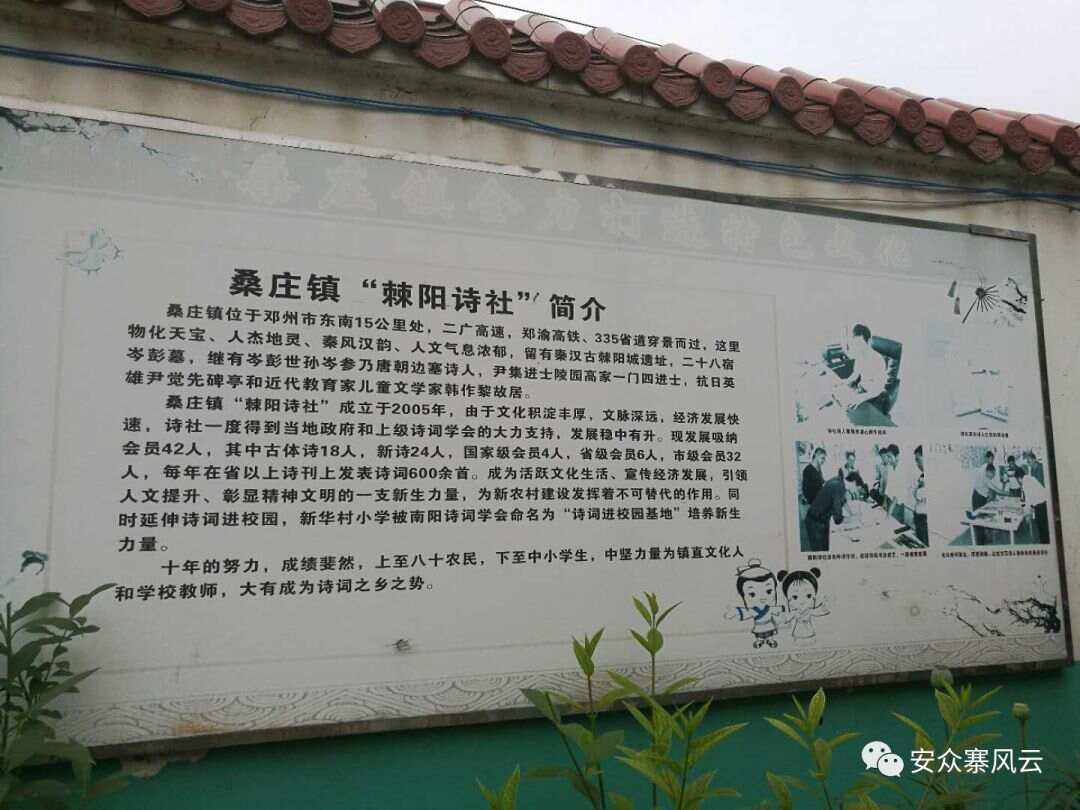 桑庄镇“棘阳诗社”简介
桑庄镇位于邓州市东南15公里处，二广高速，郑渝高铁、335省道穿景而过，这里
物化天宝、人杰地灵、秦风汉韵、人文气息浓郁，留有秦汉古棘阳城遗址，二十八宿
岑彭墓，继有岑彭世孙岑参乃唐朝边塞诗人，尹集进士陵园高家一门四进士，抗日英
雄尹觉先碑亭和近代教育家儿童文学家韩作黎故居。
桑庄镇“棘阳诗社”成立于2005年，由于文化积淀丰厚，文脉深远，经济发展快
速，诗社一度得到当地政府和上级诗词学会的大力支持，发展稳中有升。现发展吸纳
会员42人，其中古体诗18人，新诗24人，国家级会员4人，省级会员6人，市级会员32
人，每年在省以上诗刊上发表诗词600余首。成为活跃文化生活、宣传经济发展，引领
人文提升、彰显精神文明的一支新生力量，为新农村建设发挥着不可替代的作用。同
时延伸诗词进校园，新华村小学被南阳诗词学会命名为“诗词进校园基地”培养新生
力量。
十年的努力，成绩斐然，上至八十农民，下至中小学生，中坚力量为镇直文化人
和学校教师，大有成为诗词之乡之势。
安众寨风云